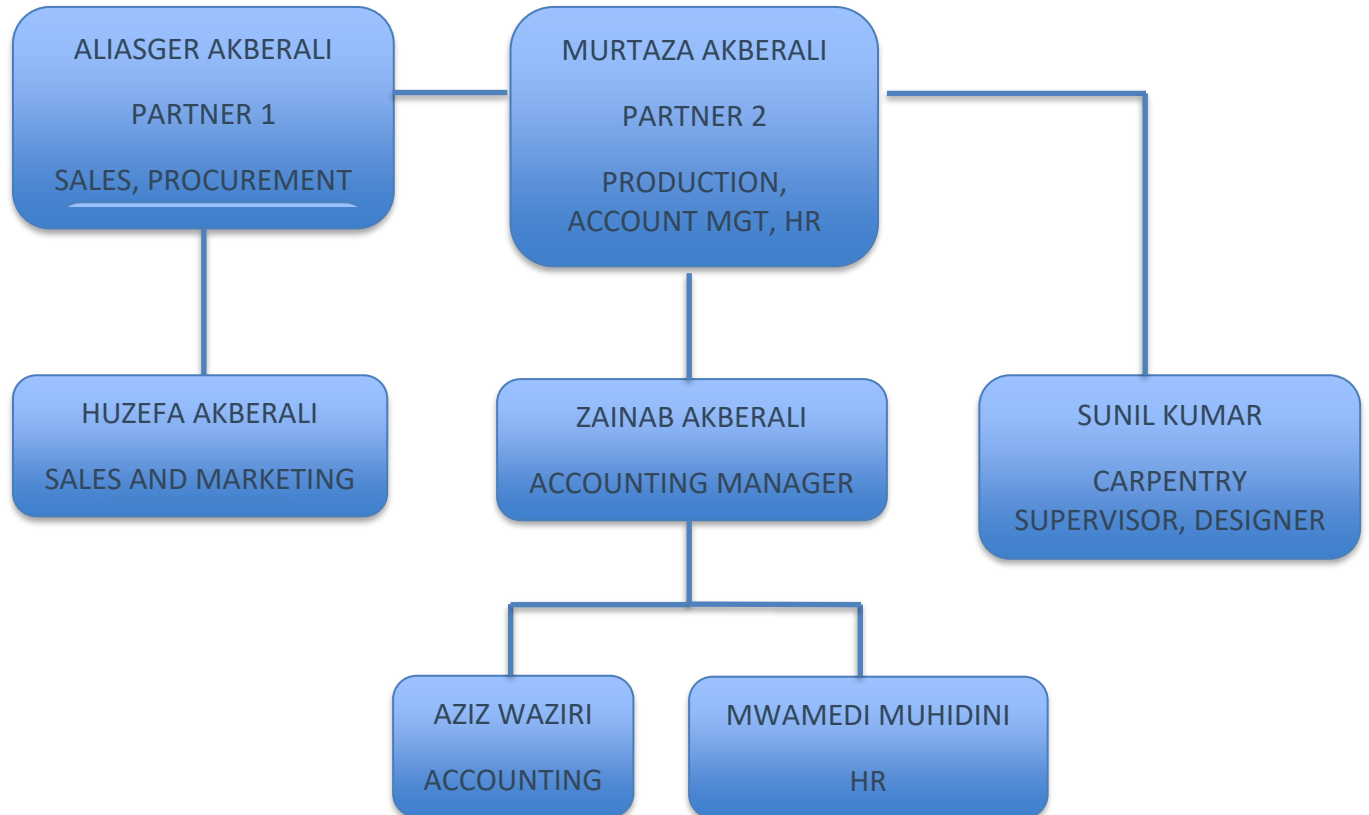 ALIASGER AKBERALI
PARTNER 1
SALES, PROCUREMENT
MURTAZA AKBERALI
PARTNER 2
PRODUCTION,
ACCOUNT MGT, HR
HUZEFA AKBERALI
SALES AND MARKETING
ZAINAB AKBERALI
ACCOUNTING MANAGER
SUNIL KUMAR
CARPENTRY
SUPERVISOR, DESIGNER
AZIZ WAZIRI
ACCOUNTING
MWAMEDI MUHIDINI
HR